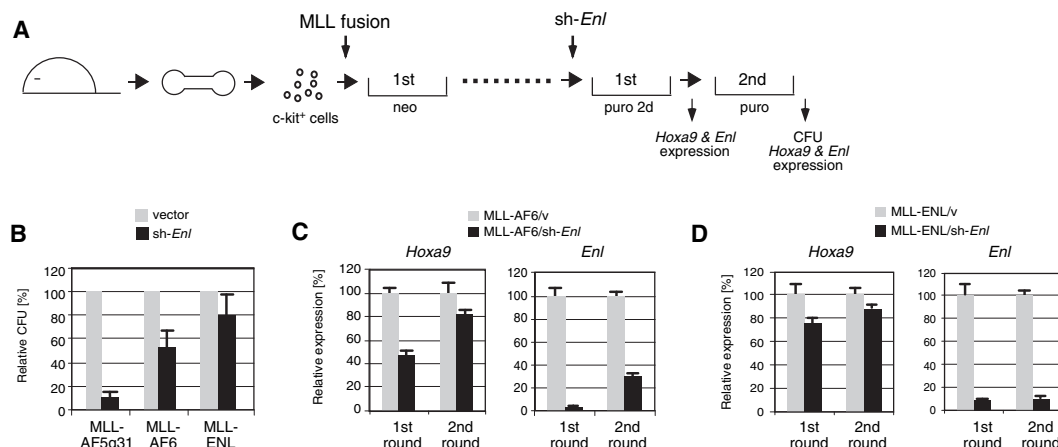 A
MLL fusion
sh-Enl
1st
1st
2nd
c-kit+ cells
neo
puro 2d
puro
Hoxa9 & Enl
expression
CFU
Hoxa9 & Enl
expression
B
vector
sh-Enl
Relative CFU [%]
120
100
80
60
40
20
0
MLL-
AF5q31
MLL-
AF6
MLL-
ENL
C
MLL-AF6/v
MLL-AF6/sh-Enl
Hoxa9
Enl
Relative expression [%]
120
100
80
60
40
20
0
1st
round
2nd
round
120
100
80
60
40
20
0
1st
round
2nd
round
D
MLL-ENL/v
MLL-ENL/sh-Enl
Hoxa9
Enl
Relative expression [%]
120
100
80
60
40
20
0
1st
round
2nd
round
120
100
80
60
40
20
0
1st
round
2nd
round